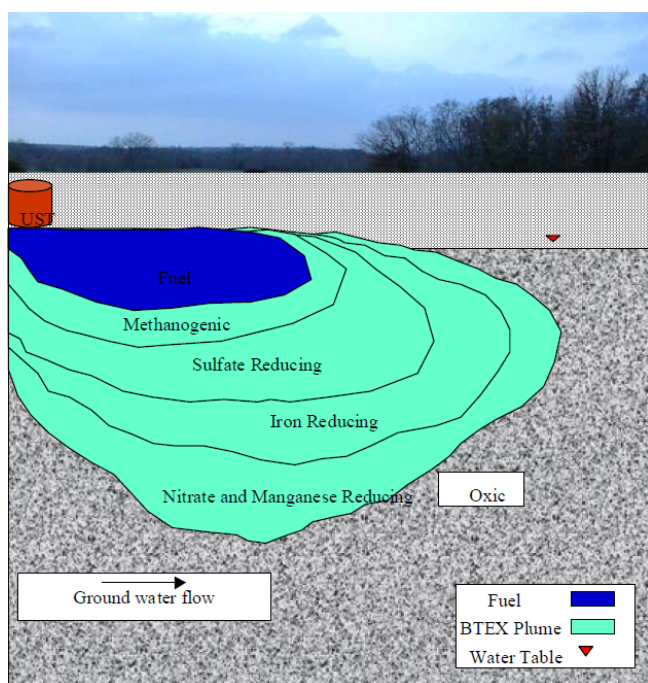 UST
Fuel
Methanogenic
Sulfate Reducing
Iron Reducing
Nitrate and Manganese Reducing
Oxic
Ground water flow
Fuel
BTEX Plume
Water Table